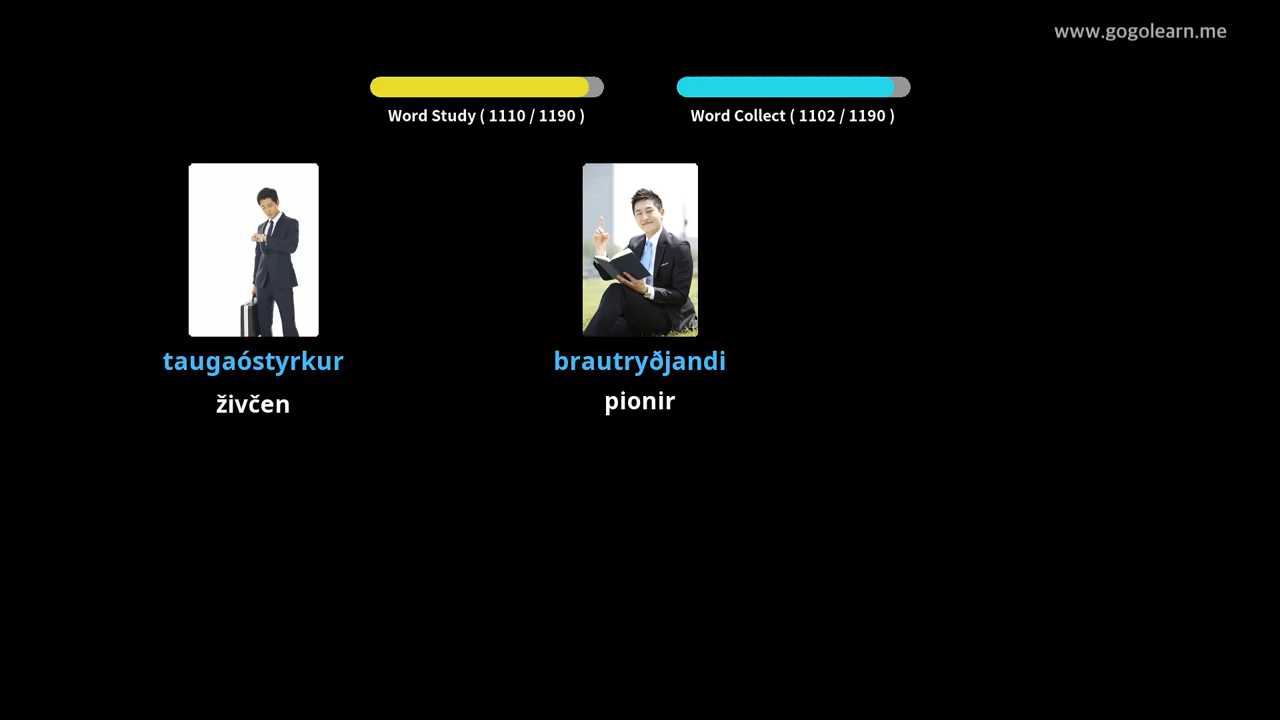 www.gogolearn.me
Word Study ( 1110 / 1190 )
Word Collect ( 1102 / 1190 )
taugaóstyrkur
brautryðjandi
živčen
pionir